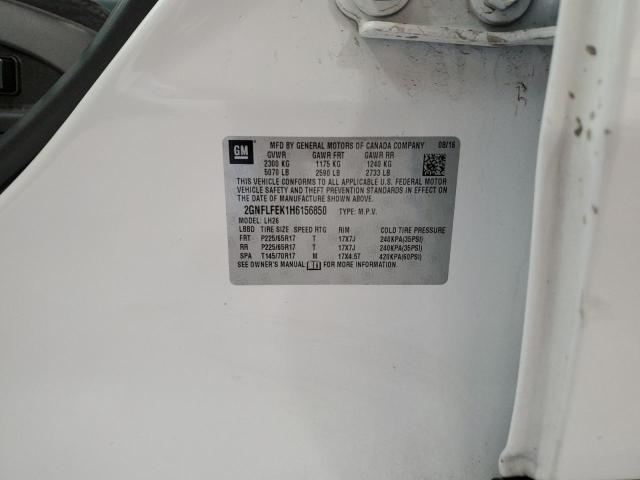 GM
MFD BY GENERAL MOTORS OF CANADA COMPANY 08/16
GVWR GAWR FRT GAWR RR
2300 KG 1175 KG 1240 KG
5070 LB 2590 LB 2733 LB
THIS VEHICLE CONFORMS TO ALL APPLICABLE U.S. FEDERAL MOTOR
VEHICLE SAFETY AND THEFT PREVENTION STANDARDS IN EFFECT ON
THE DATE OF MANUFACTURE SHOWN ABOVE.
2GNFLFEK1H6156850 TYPE: M.P.V.
MODEL: LH26
LBBD TIRE SIZE SPEED RTG RIM COLD TIRE PRESSURE
FRT P225/65R17 T 17X7J 240KPA(35PSI)
RR P225/65R17 T 17X7J 240KPA(35PSI)
SPA T145/70R17 M 17X4.5T 420KPA(60PSI)
SEE OWNER'S MANUAL FOR MORE INFORMATION.